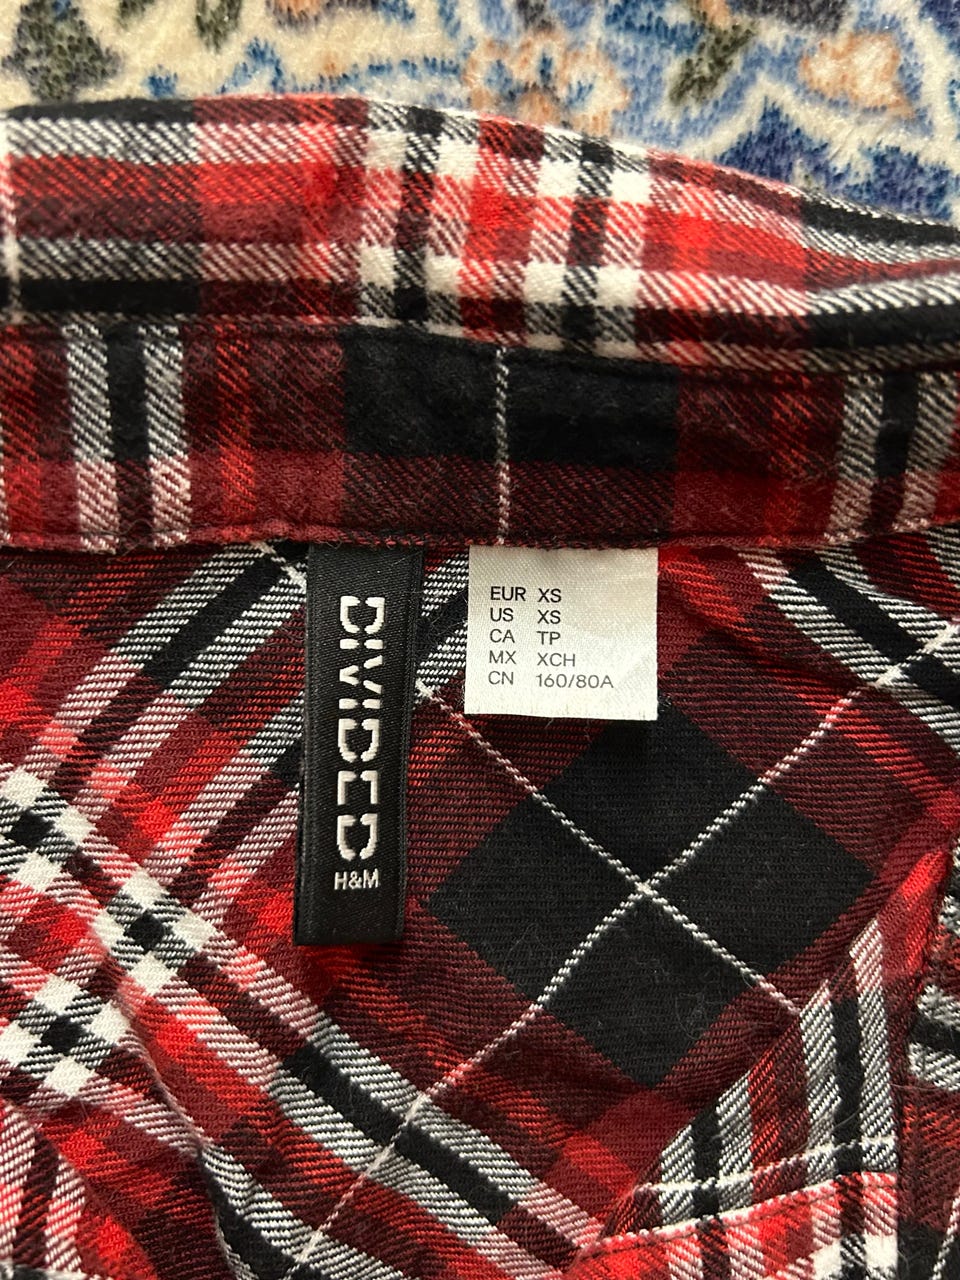 DIVIDED
H&M
EUR XS
US XS
CA TP
MX XCH
CN 160/80A